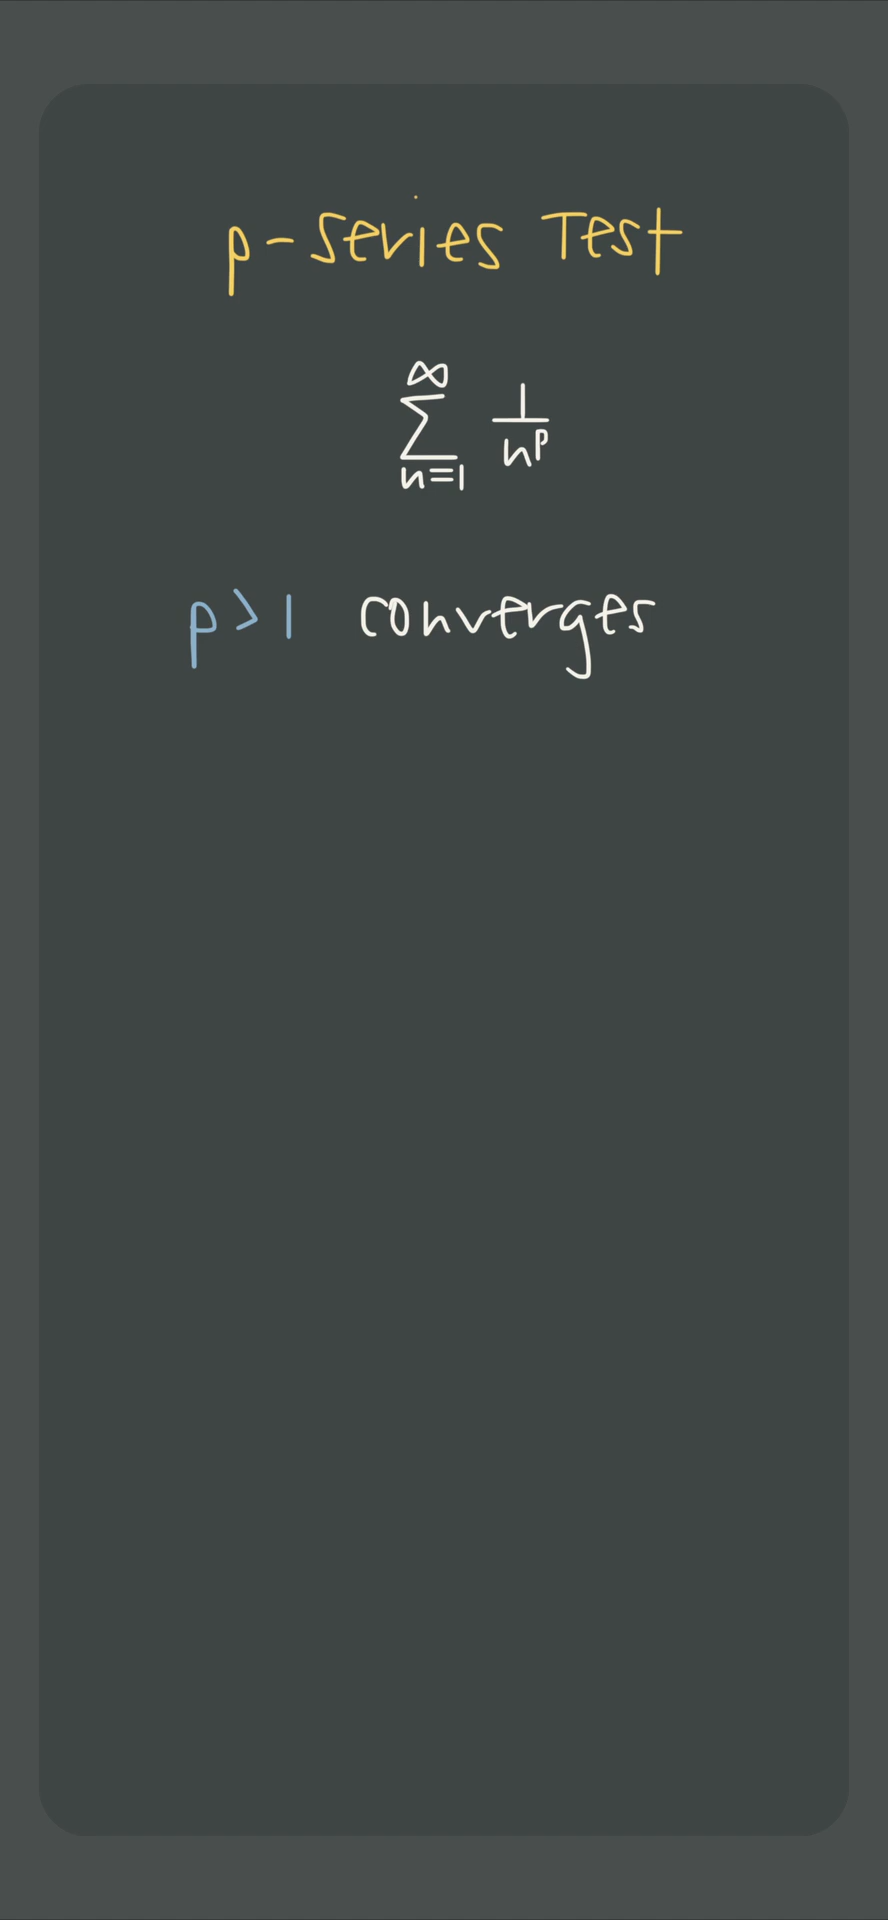 p-series Test
∞
∑ 1/n^p
n=1
p>1 converges